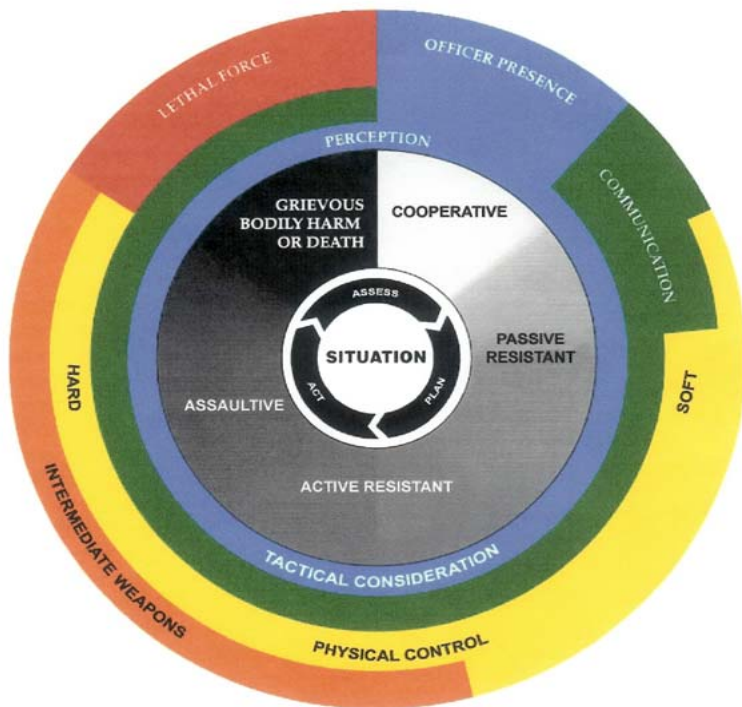 LETHAL FORCE
OFFICER PRESENCE
PERCEPTION
COMMUNICATION
GRIEVOUS
BODILY HARM
OR DEATH
COOPERATIVE
ASSESS
SITUATION
PASSIVE
RESISTANT
ACT
PLAN
HARD
SOFT
ASSAULTIVE
ACTIVE RESISTANT
TACTICAL CONSIDERATION
INTERMEDIATE WEAPONS
PHYSICAL CONTROL